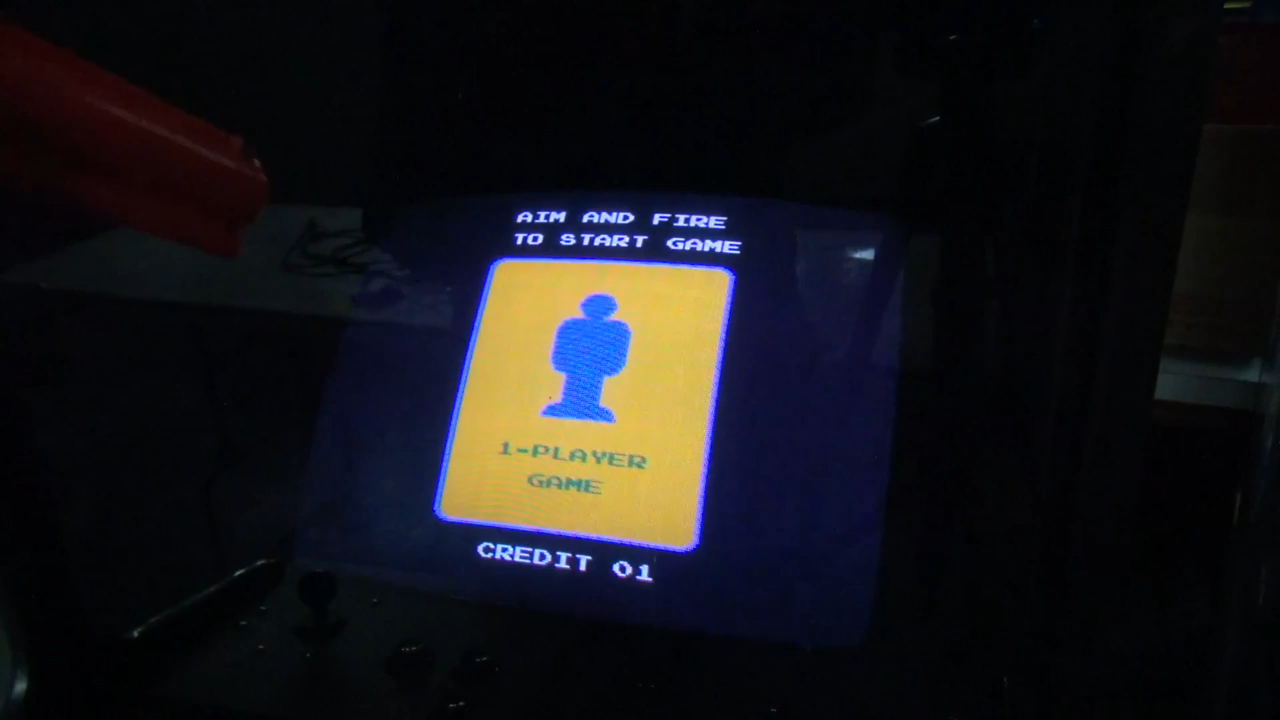 AIM AND FIRE
TO START GAME
1-PLAYER
GAME
CREDIT 01